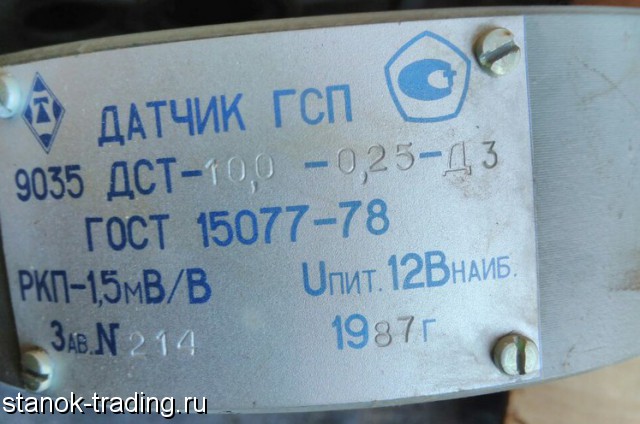 ДАТЧИК ГСП
9035 ДСТ-10,0 -0,25-Д3
ГОСТ 15077-78
РКП-1,5мВ/В Uпит.12Внаиб.
Зав.N 214 1987г
stanok-trading.ru